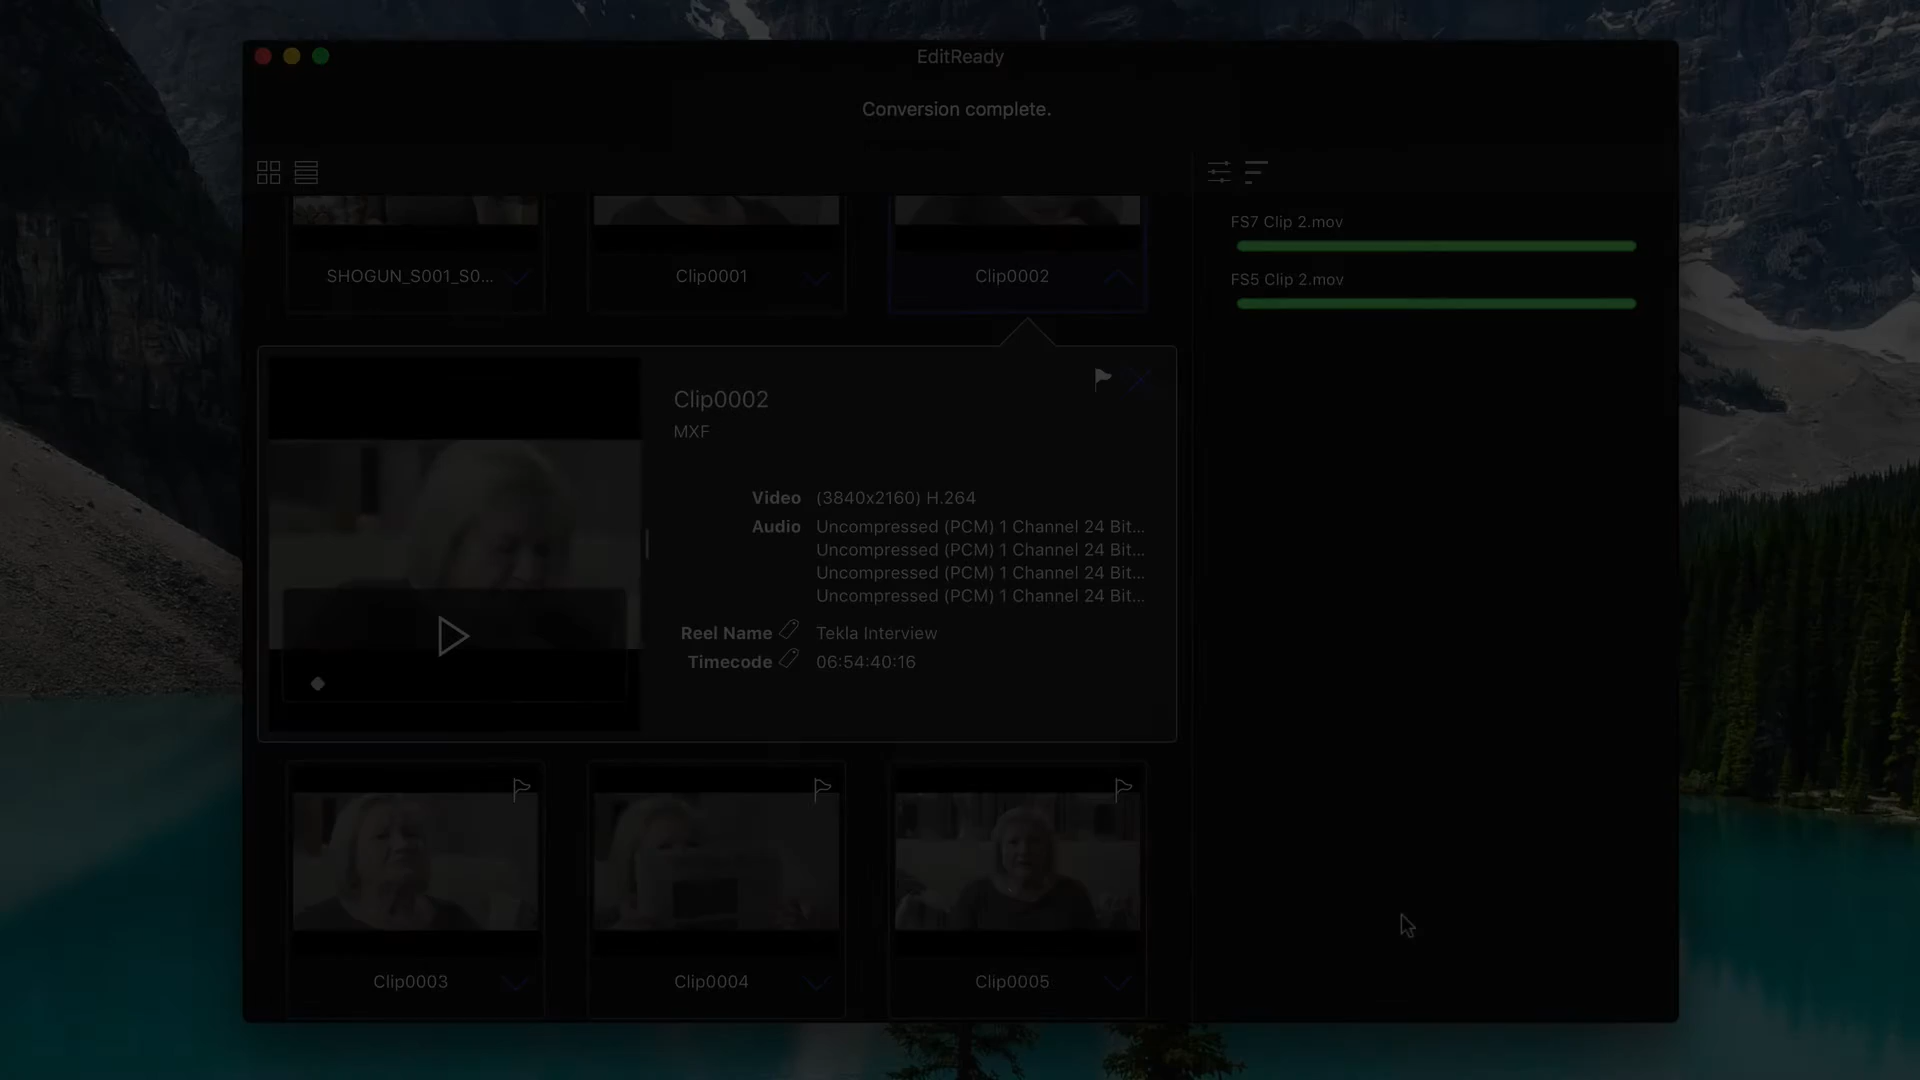 EditReady
Conversion complete.
SHOGUN_S001_S0...
Clip0001
Clip0002
FS7 Clip 2.mov
FS5 Clip 2.mov
Clip0002
MXF
Video (3840x2160) H.264
Audio Uncompressed (PCM) 1 Channel 24 Bit...
Uncompressed (PCM) 1 Channel 24 Bit...
Uncompressed (PCM) 1 Channel 24 Bit...
Uncompressed (PCM) 1 Channel 24 Bit...
Reel Name Tekla Interview
Timecode 06:54:40:16
Clip0003
Clip0004
Clip0005